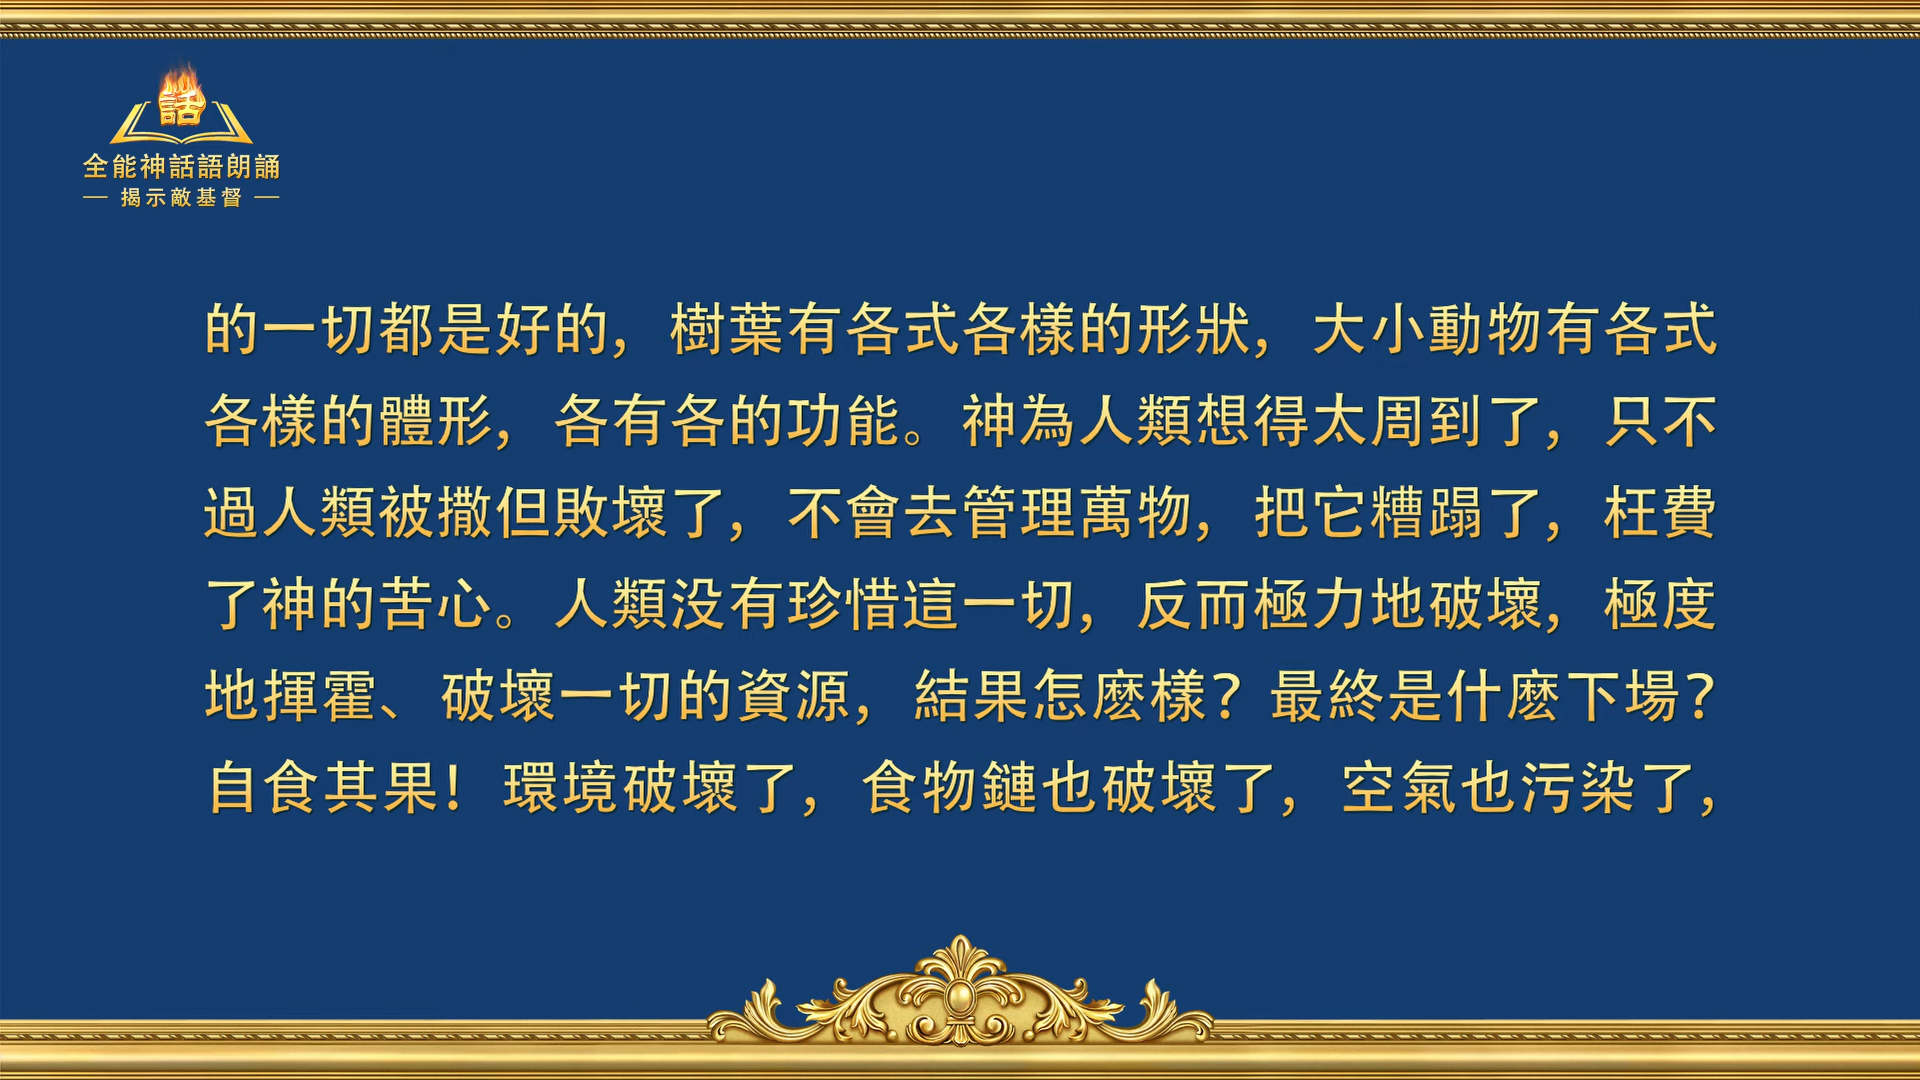 話
全能神話語朗誦
— 揭示敵基督 —
的一切都是好的，樹葉有各式各樣的形狀，大小動物有各式
各樣的體形，各有各的功能。神為人類想得太周到了，只不
過人類被撒但敗壞了，不會去管理萬物，把它糟蹋了，枉費
了神的苦心。人類没有珍惜這一切，反而極力地破壞，極度
地揮霍、破壞一切的資源，結果怎麽樣？最終是什麽下場？
自食其果！環境破壞了，食物鏈也破壞了，空氣也污染了，